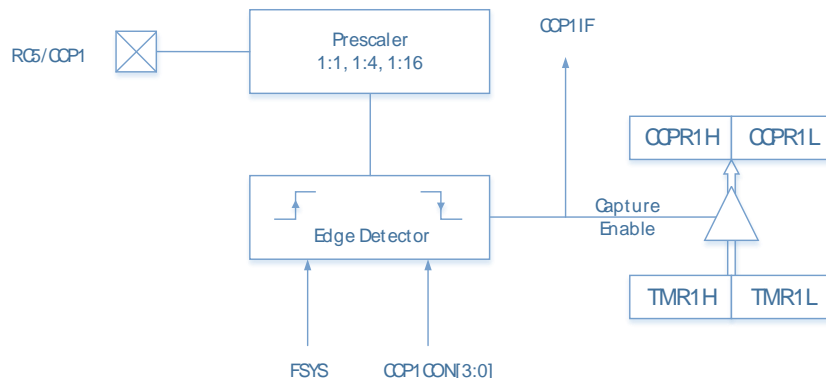 CCP1IF
Prescaler
1:1, 1:4, 1:16
RC5/CCP1
CCPR1H CCPR1L
Capture
Enable
Edge Detector
TMR1H TMR1L
FSYS CCP1CON[3:0]